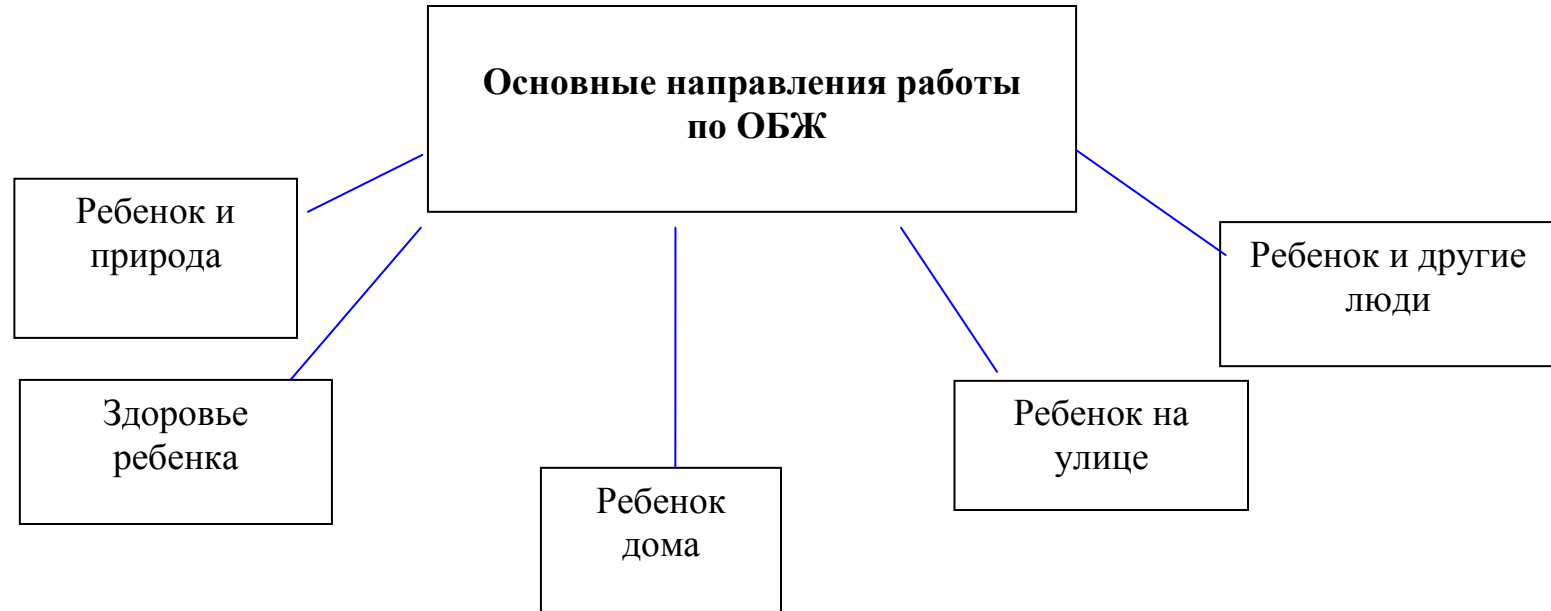 Основные направления работы
по ОБЖ
Ребенок и
природа
Ребенок и другие
люди
Здоровье
ребенка
Ребенок на
улице
Ребенок
дома